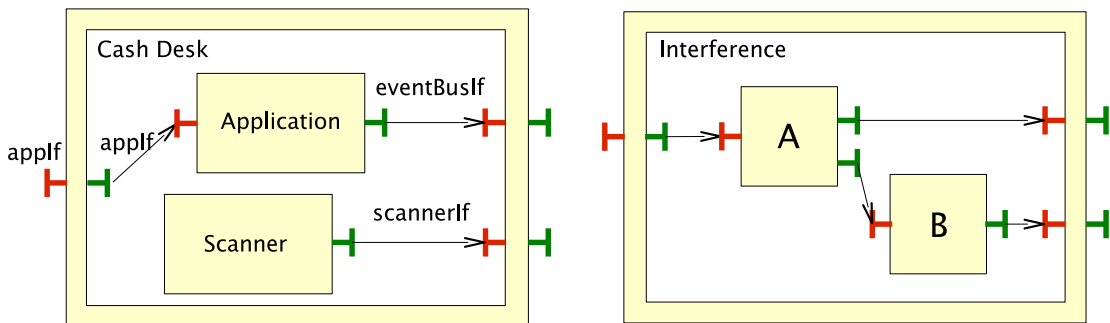 Cash Desk
eventBusIf
Application
appIf
appIf
scannerIf
Scanner
Interference
A
B